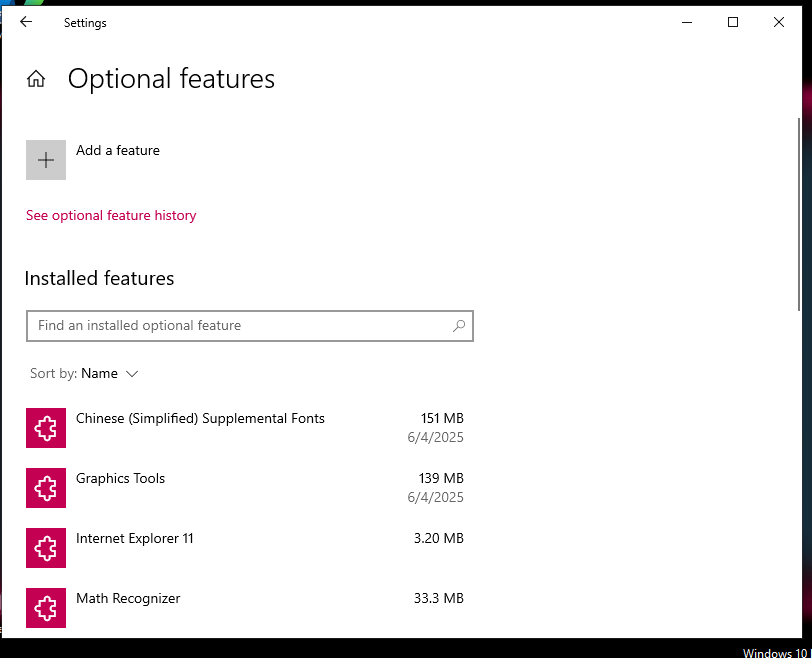 Settings
Optional features
Add a feature
See optional feature history
Installed features
Find an installed optional feature
Sort by: Name
Chinese (Simplified) Supplemental Fonts 151 MB
6/4/2025
Graphics Tools 139 MB
6/4/2025
Internet Explorer 11 3.20 MB
Math Recognizer 33.3 MB
Windows 10